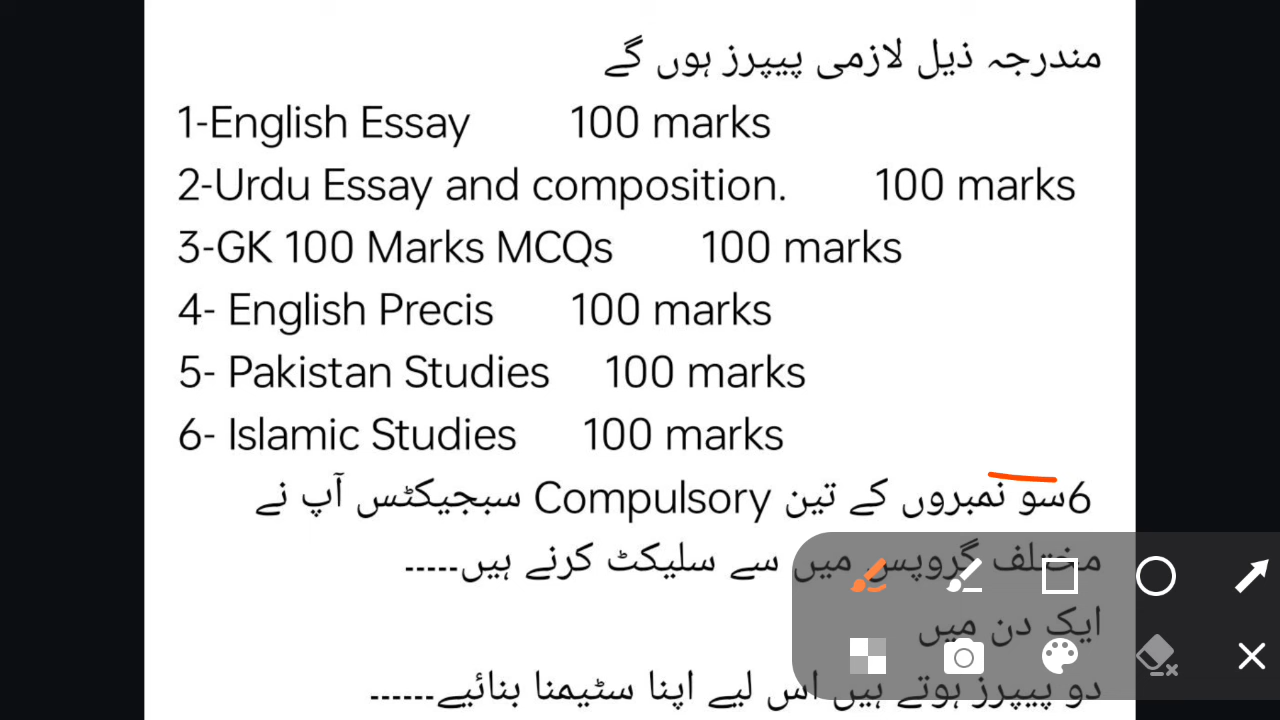 مندرجہ ذیل لازمی پیپرز ہوں گے
1-English Essay 100 marks
2-Urdu Essay and composition. 100 marks
3-GK 100 Marks MCQs 100 marks
4- English Precis 100 marks
5- Pakistan Studies 100 marks
6- Islamic Studies 100 marks
6سو نمبروں کے تین Compulsory سبجیکٹس آپ نے
مختلف گروپس میں سے سلیکٹ کرنے ہیں-----
ایک دن میں
دو پیپرز ہوتے ہیں اس لیے اپنا سٹیمنا بنائیے------